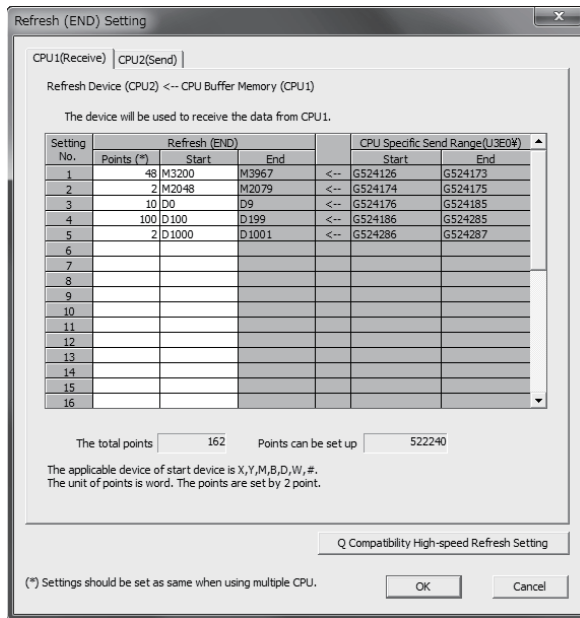 Refresh (END) Setting
x
CPU1(Receive) CPU2(Send)
Refresh Device (CPU2) <-- CPU Buffer Memory (CPU1)
The device will be used to receive the data from CPU1.
Setting No. Refresh (END) CPU Specific Send Range(U3E0¥)
Points (*) Start End Start End
1 48 M3200 M3967 <-- G524126 G524173
2 2 M2048 M2079 <-- G524174 G524175
3 10 D0 D9 <-- G524176 G524185
4 100 D100 D199 <-- G524186 G524285
5 2 D1000 D1001 <-- G524286 G524287
6
7
8
9
10
11
12
13
14
15
16
The total points 162 Points can be set up 522240
The applicable device of start device is X,Y,M,B,D,W,#.
The unit of points is word. The points are set by 2 point.
Q Compatibility High-speed Refresh Setting
(*) Settings should be set as same when using multiple CPU. OK Cancel